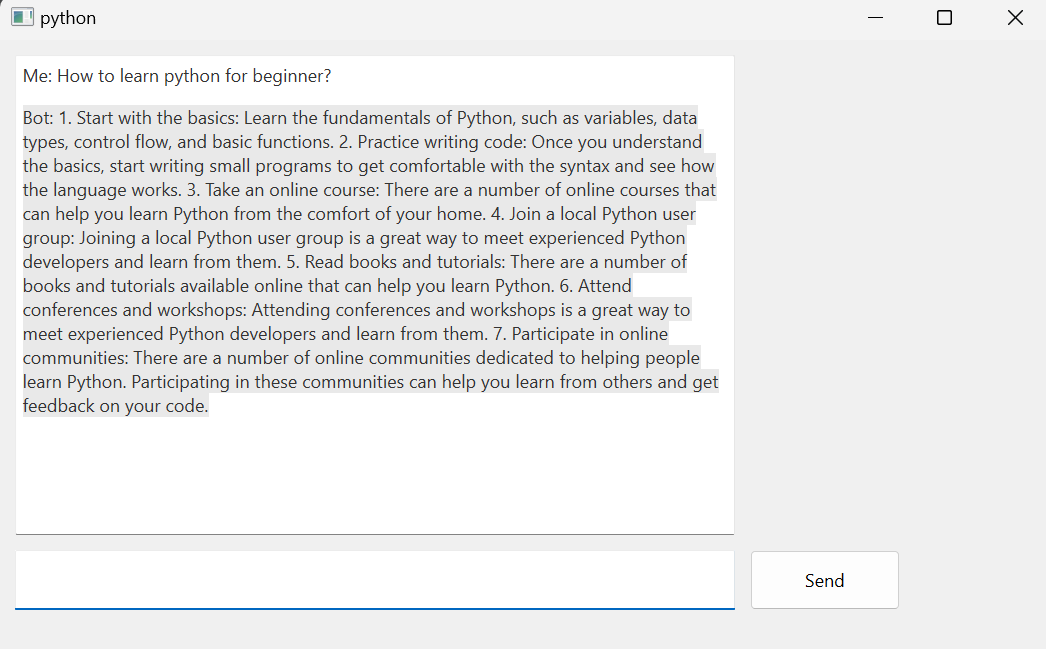 python
Me: How to learn python for beginner?
Bot: 1. Start with the basics: Learn the fundamentals of Python, such as variables, data
types, control flow, and basic functions. 2. Practice writing code: Once you understand
the basics, start writing small programs to get comfortable with the syntax and see how
the language works. 3. Take an online course: There are a number of online courses that
can help you learn Python from the comfort of your home. 4. Join a local Python user
group: Joining a local Python user group is a great way to meet experienced Python
developers and learn from them. 5. Read books and tutorials: There are a number of
books and tutorials available online that can help you learn Python. 6. Attend
conferences and workshops: Attending conferences and workshops is a great way to
meet experienced Python developers and learn from them. 7. Participate in online
communities: There are a number of online communities dedicated to helping people
learn Python. Participating in these communities can help you learn from others and get
feedback on your code.
Send